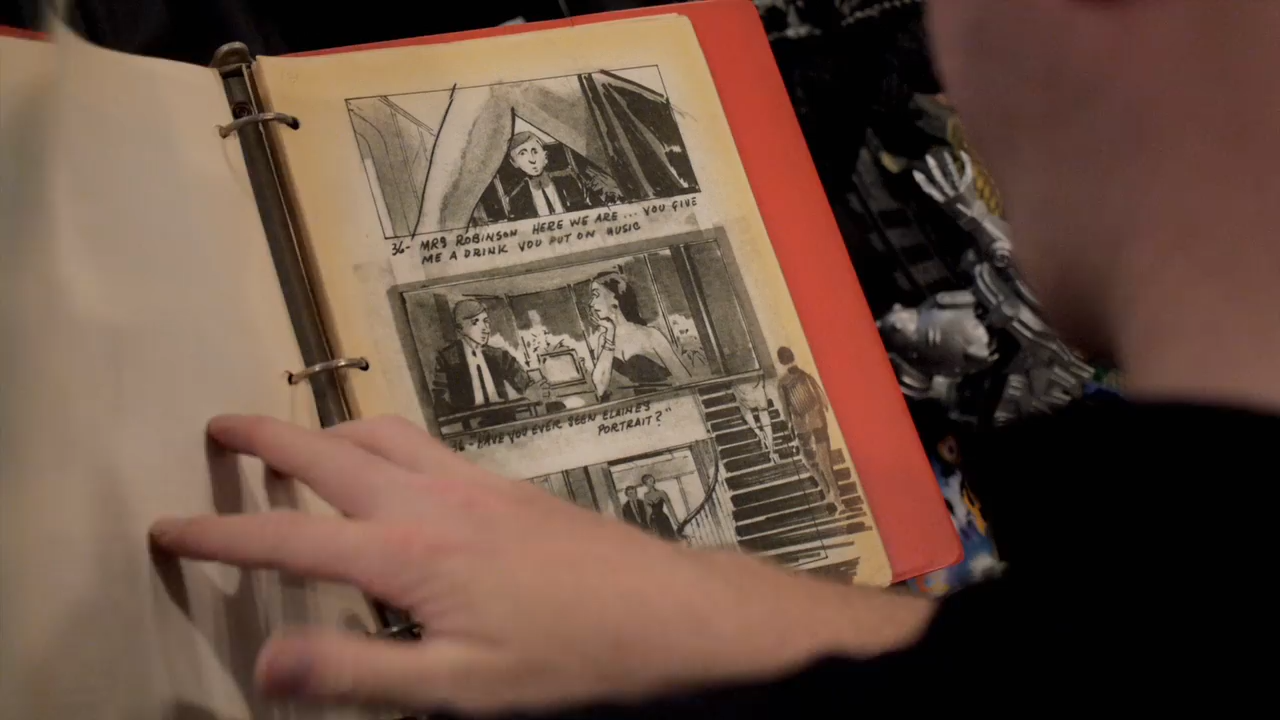 36- MRS ROBINSON HERE WE ARE ... YOU GIVE
ME A DRINK YOU PUT ON MUSIC
36- "HAVE YOU EVER SEEN ELAINE'S
PORTRAIT?"